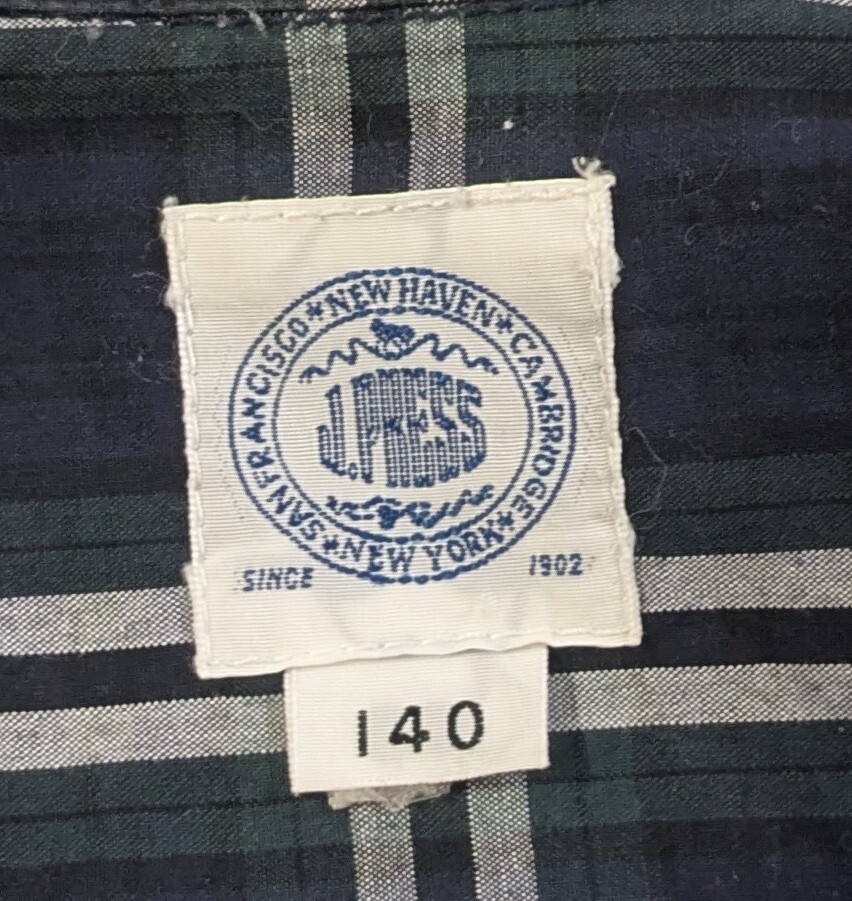 SAN FRANCISCO★NEW HAVEN★CAMBRIDGE★NEW YORK★
J.PRESS
SINCE 1902
140